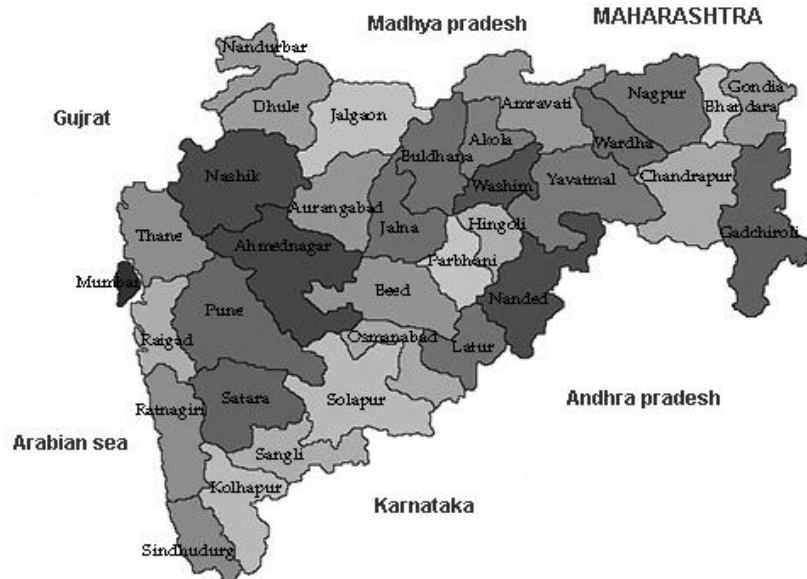 MAHARASHTRA
Madhya pradesh
Nandurbar
Gujrat
Dhule
Jalgaon
Amravati
Nagpur
Gondia
Bhandara
Akola
Wardha
Buldhana
Nashik
Washim
Yavatmal
Chandrapur
Aurangabad
Jalna
Hingoli
Thane
Ahmednagar
Gadchiroli
Parbhani
Mumbai
Beed
Nanded
Pune
Raigad
Osmanabad
Latur
Satara
Solapur
Andhra pradesh
Ratnagiri
Arabian sea
Sangli
Kolhapur
Karnataka
Sindhudurg